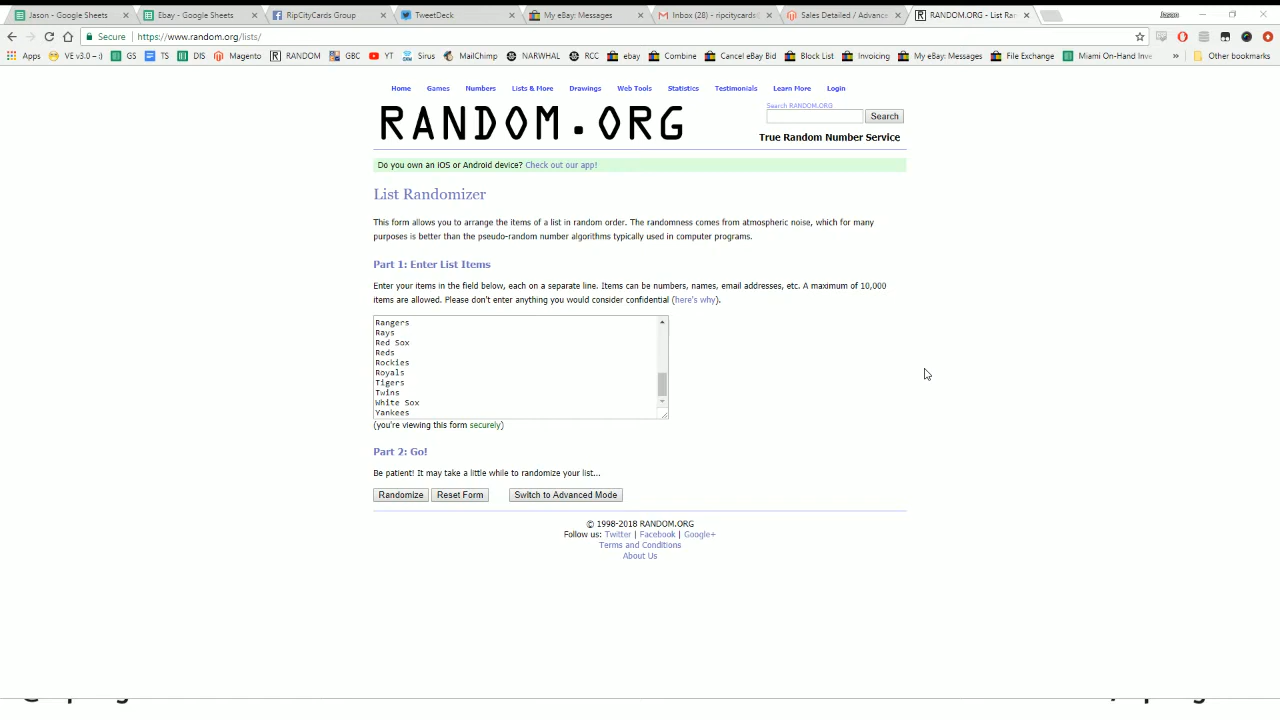 Jason - Google Sheets
Ebay - Google Sheets
RipCityCards Group
TweetDeck
My eBay: Messages
Inbox (28) - ripcitycards
Sales Detailed / Advanc
RANDOM.ORG - List Ra
Jason
Secure https://www.random.org/lists/
Apps VE v3.0 – :) GS TS DIS Magento RANDOM GBC YT Sirus MailChimp NARWHAL RCC ebay Combine Cancel eBay Bid Block List Invoicing My eBay: Messages File Exchange Miami On-Hand Inve » Other bookmarks
Home Games Numbers Lists & More Drawings Web Tools Statistics Testimonials Learn More Login
RANDOM.ORG
Search RANDOM.ORG
Search
True Random Number Service
Do you own an iOS or Android device? Check out our app!
List Randomizer
This form allows you to arrange the items of a list in random order. The randomness comes from atmospheric noise, which for many
purposes is better than the pseudo-random number algorithms typically used in computer programs.
Part 1: Enter List Items
Enter your items in the field below, each on a separate line. Items can be numbers, names, email addresses, etc. A maximum of 10,000
items are allowed. Please don't enter anything you would consider confidential (here's why).
Rangers
Rays
Red Sox
Reds
Rockies
Royals
Tigers
Twins
White Sox
Yankees
(you're viewing this form securely)
Part 2: Go!
Be patient! It may take a little while to randomize your list...
Randomize Reset Form Switch to Advanced Mode
© 1998-2018 RANDOM.ORG
Follow us: Twitter | Facebook | Google+
Terms and Conditions
About Us